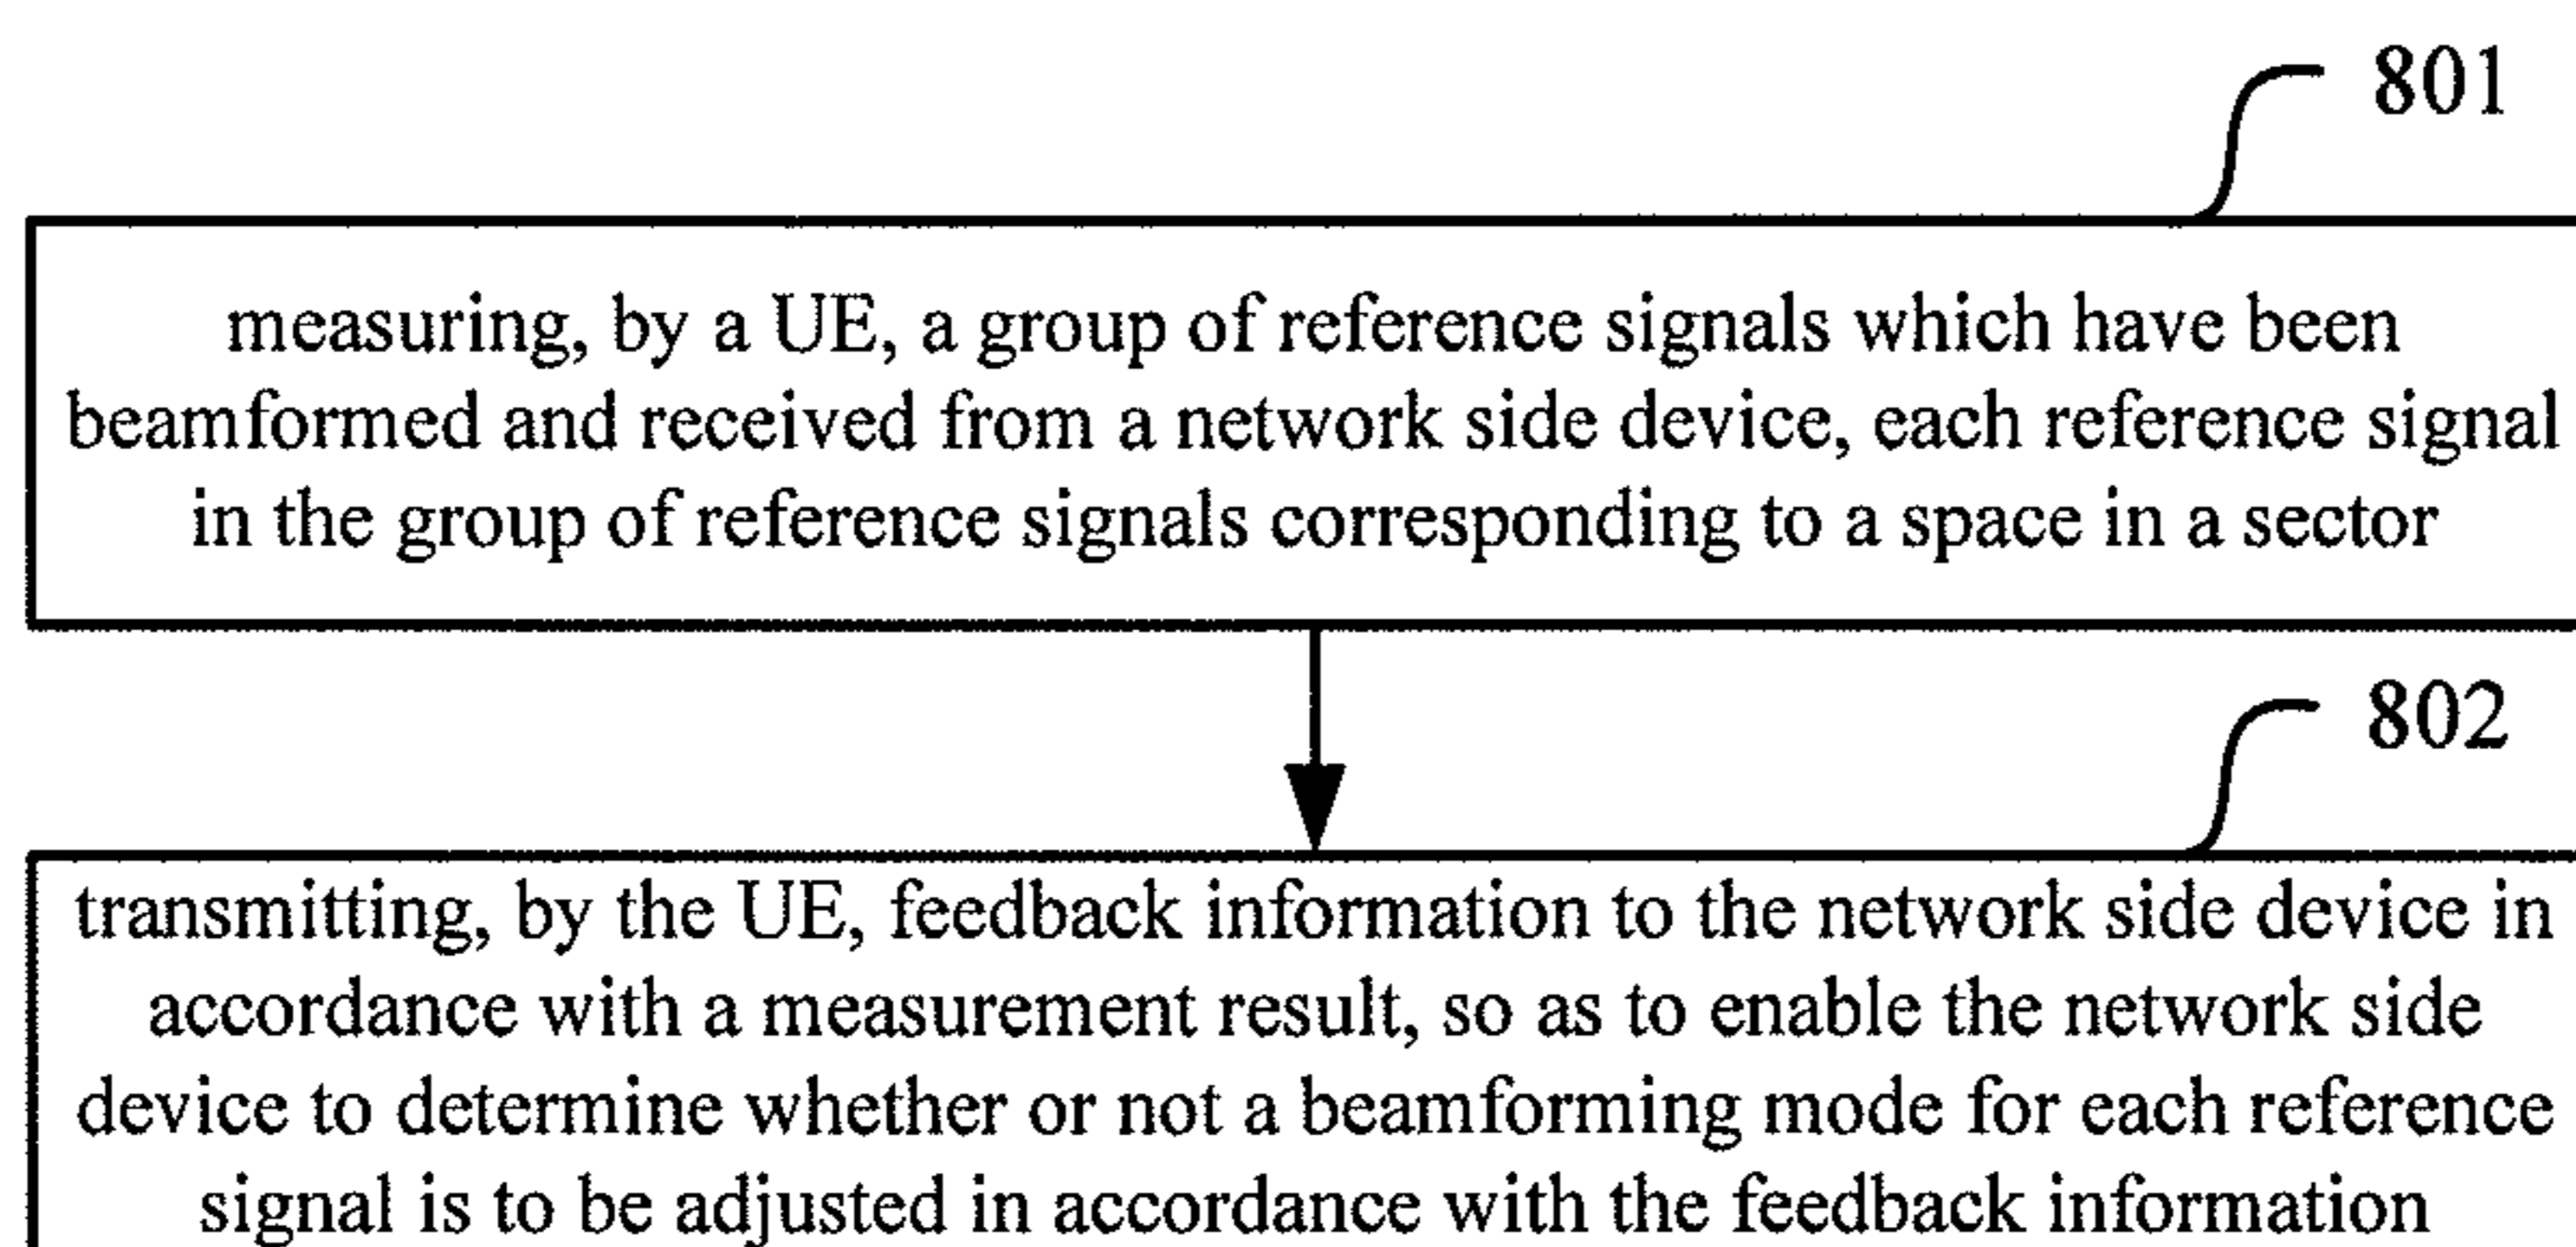 801
measuring, by a UE, a group of reference signals which have been
beamformed and received from a network side device, each reference signal
in the group of reference signals corresponding to a space in a sector
802
transmitting, by the UE, feedback information to the network side device in
accordance with a measurement result, so as to enable the network side
device to determine whether or not a beamforming mode for each reference
signal is to be adjusted in accordance with the feedback information